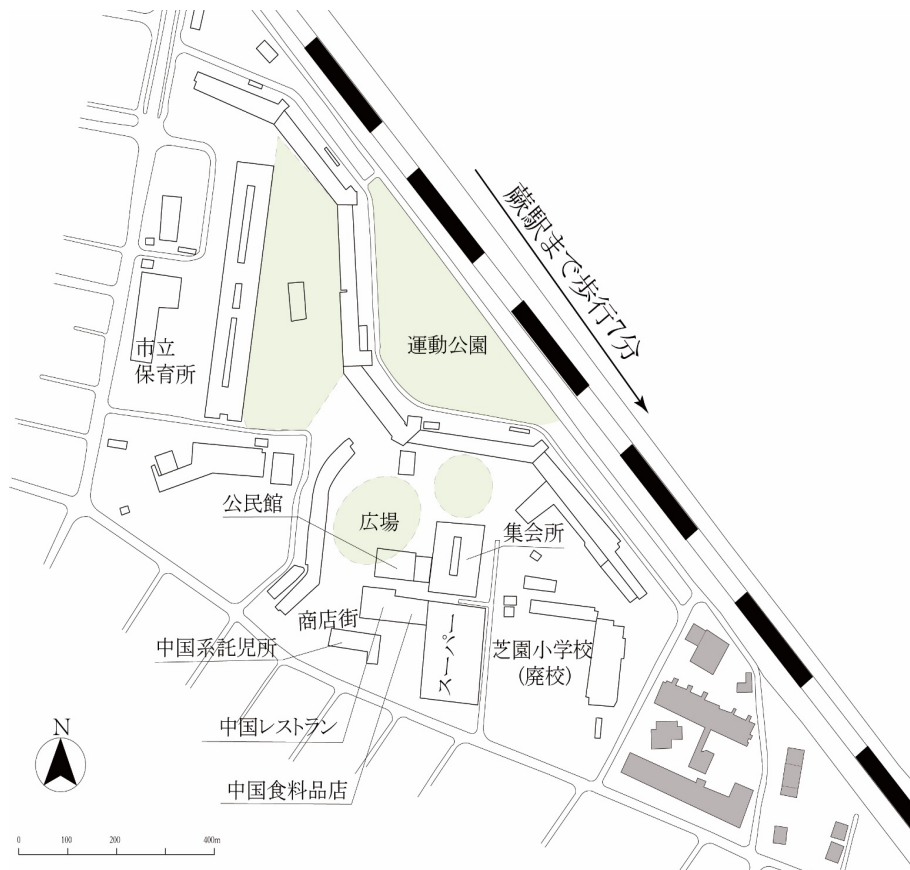 蕨駅まで歩行7分
運動公園
市立
保育所
公民館
広場
集会所
商店街
中国系託児所
スーパー
芝園小学校
(廃校)
中国レストラン
中国食料品店
N
0 100 200 400m